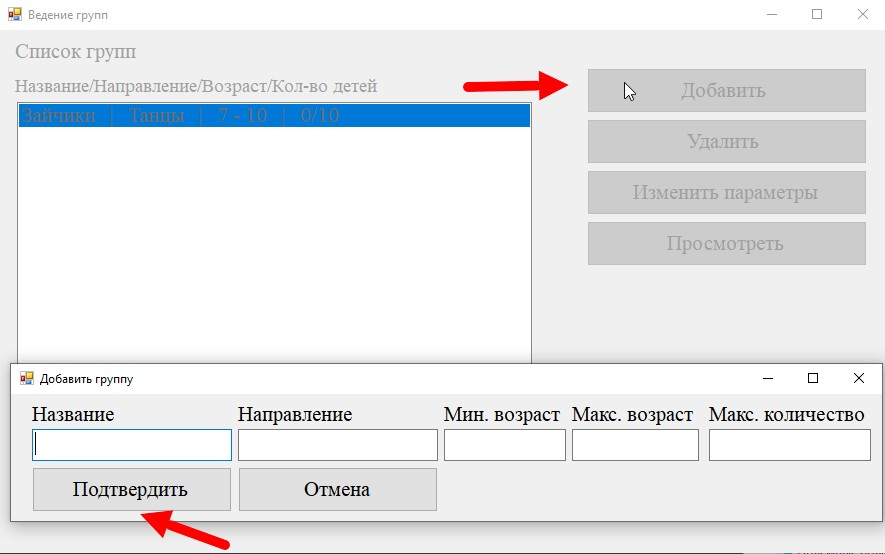 Ведение групп
Список групп
Название/Направление/Возраст/Кол-во детей
Зайчики | Танцы | 7 - 10 | 0/10
Добавить
Удалить
Изменить параметры
Просмотреть
Добавить группу
Название Направление Мин. возраст Макс. возраст Макс. количество
Подтвердить Отмена